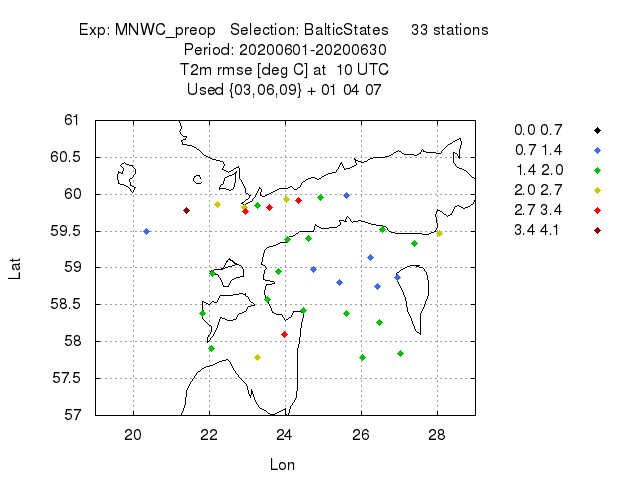 Exp: MNWC_preop   Selection: BalticStates     33 stations
Period: 20200601-20200630
T2m rmse [deg C] at  10 UTC
Used {03,06,09} + 01 04 07
61
60.5
60
59.5
59
58.5
58
57.5
57
Lat
20 22 24 26 28
Lon
0.0 0.7
0.7 1.4
1.4 2.0
2.0 2.7
2.7 3.4
3.4 4.1